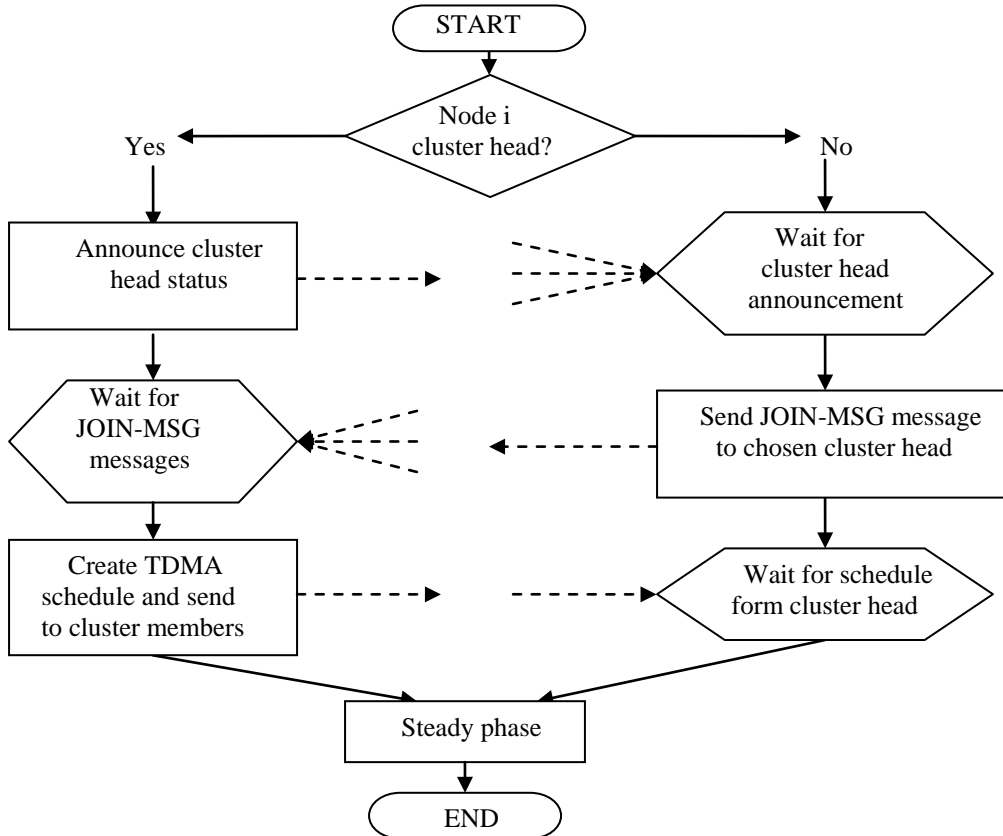 START
Node i
cluster head?
Yes
No
Announce cluster
head status
Wait for
cluster head
announcement
Wait for
JOIN-MSG
messages
Send JOIN-MSG message
to chosen cluster head
Create TDMA
schedule and send
to cluster members
Wait for schedule
form cluster head
Steady phase
END